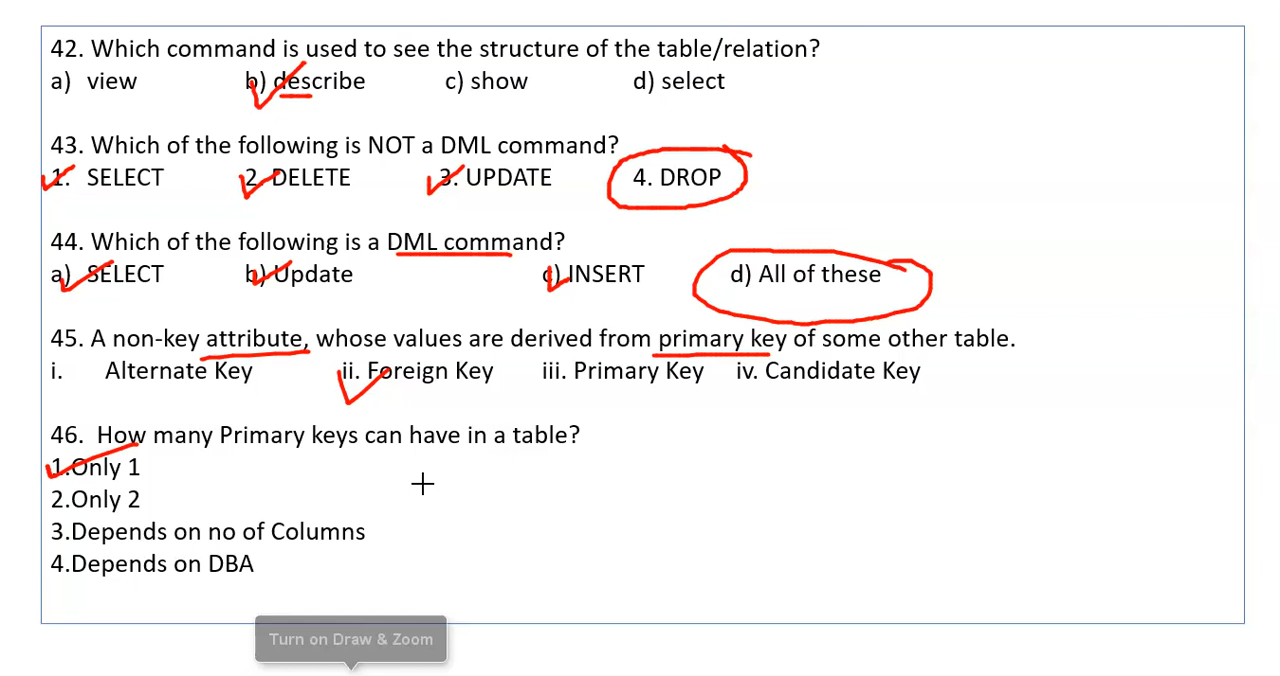 42. Which command is used to see the structure of the table/relation?
a) view b) describe c) show d) select
43. Which of the following is NOT a DML command?
1. SELECT 2. DELETE 3. UPDATE 4. DROP
44. Which of the following is a DML command?
a) SELECT b) Update c) INSERT d) All of these
45. A non-key attribute, whose values are derived from primary key of some other table.
i. Alternate Key ii. Foreign Key iii. Primary Key iv. Candidate Key
46. How many Primary keys can have in a table?
1.Only 1
2.Only 2
3.Depends on no of Columns
4.Depends on DBA
Turn on Draw & Zoom